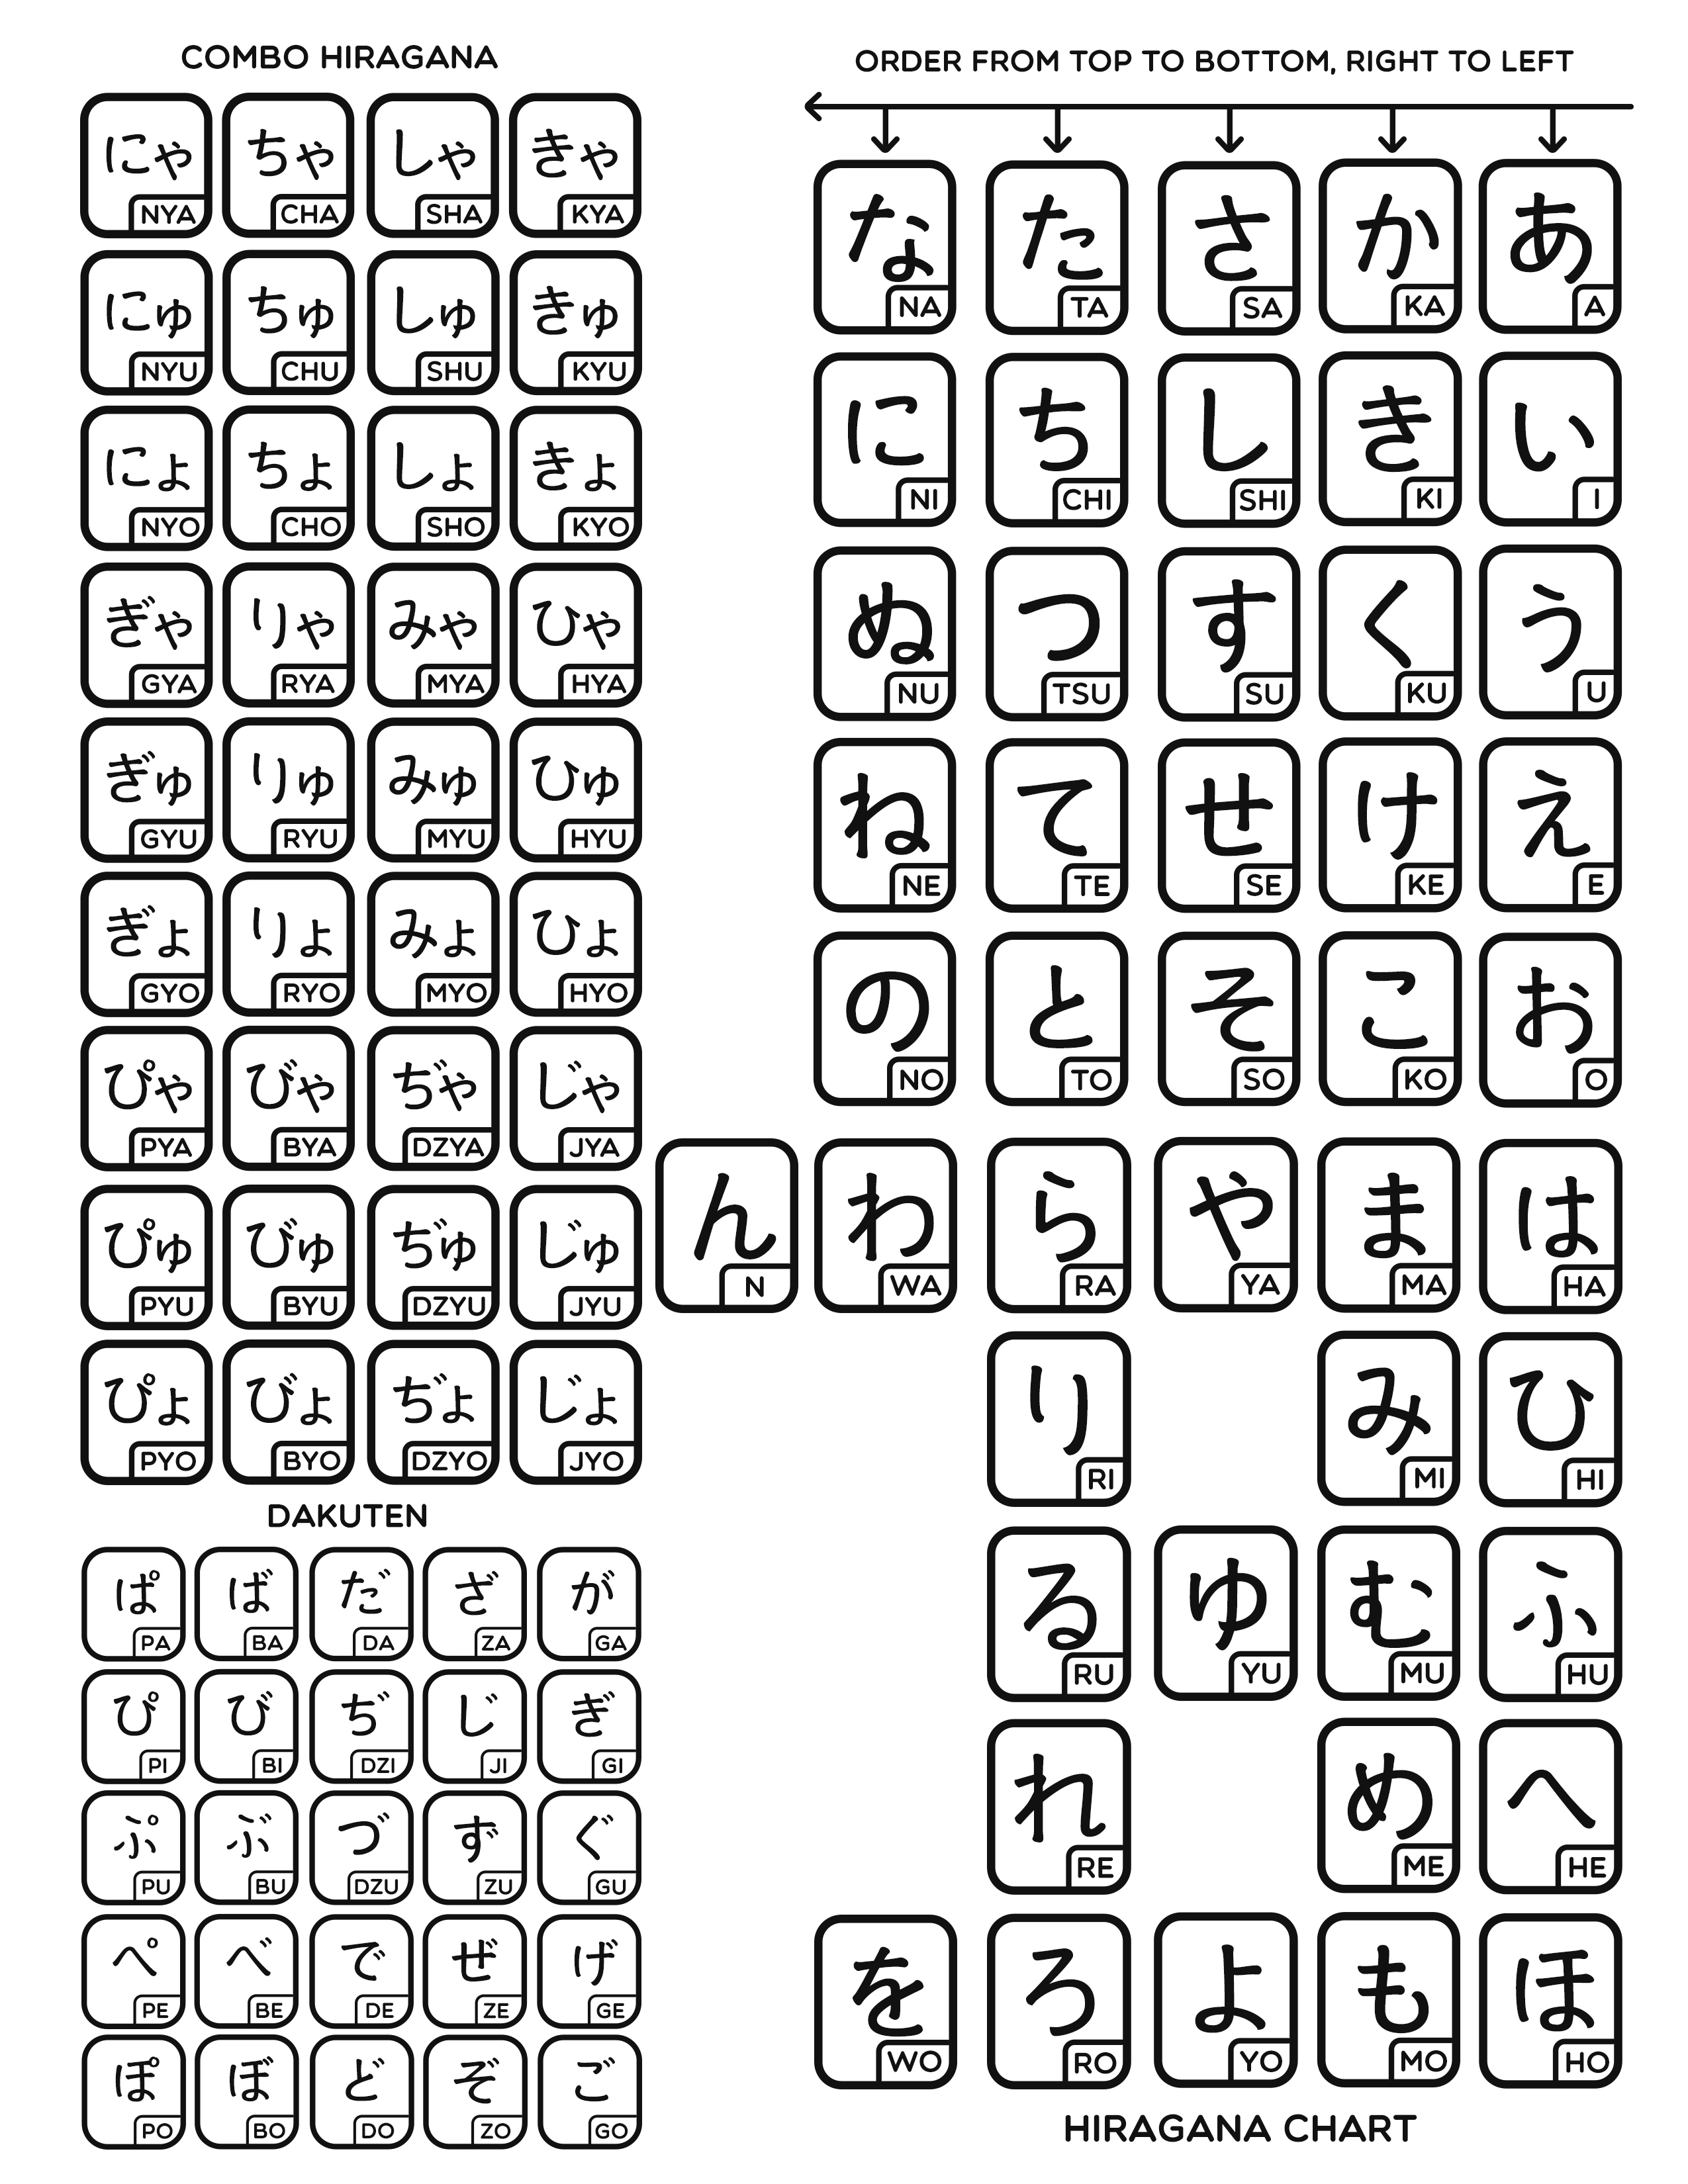 COMBO HIRAGANA
にゃ ちゃ しゃ きゃ
NYA CHA SHA KYA
にゅ ちゅ しゅ きゅ
NYU CHU SHU KYU
にょ ちょ しょ きょ
NYO CHO SHO KYO
ぎゃ りゃ みゃ ひゃ
GYA RYA MYA HYA
ぎゅ りゅ みゅ ひゅ
GYU RYU MYU HYU
ぎょ りょ みょ ひょ
GYO RYO MYO HYO
ぴゃ びゃ ぢゃ じゃ
PYA BYA DZYA JYA
ぴゅ びゅ ぢゅ じゅ
PYU BYU DZYU JYU
ぴょ びょ ぢょ じょ
PYO BYO DZYO JYO
DAKUTEN
ぱ ば だ ざ が
PA BA DA ZA GA
ぴ び ぢ じ ぎ
PI BI DZI JI GI
ぷ ぶ づ ず ぐ
PU BU DZU ZU GU
ぺ べ で ぜ げ
PE BE DE ZE GE
ぽ ぼ ど ぞ ご
PO BO DO ZO GO
ORDER FROM TOP TO BOTTOM, RIGHT TO LEFT
な た さ か あ
NA TA SA KA A
に ち し き い
NI CHI SHI KI I
ぬ つ す く う
NU TSU SU KU U
ね て せ け え
NE TE SE KE E
の と そ こ お
NO TO SO KO O
ん わ ら や ま は
N WA RA YA MA HA
り み ひ
RI MI HI
る ゆ む ふ
RU YU MU HU
れ め へ
RE ME HE
を ろ よ も ほ
WO RO YO MO HO
HIRAGANA CHART